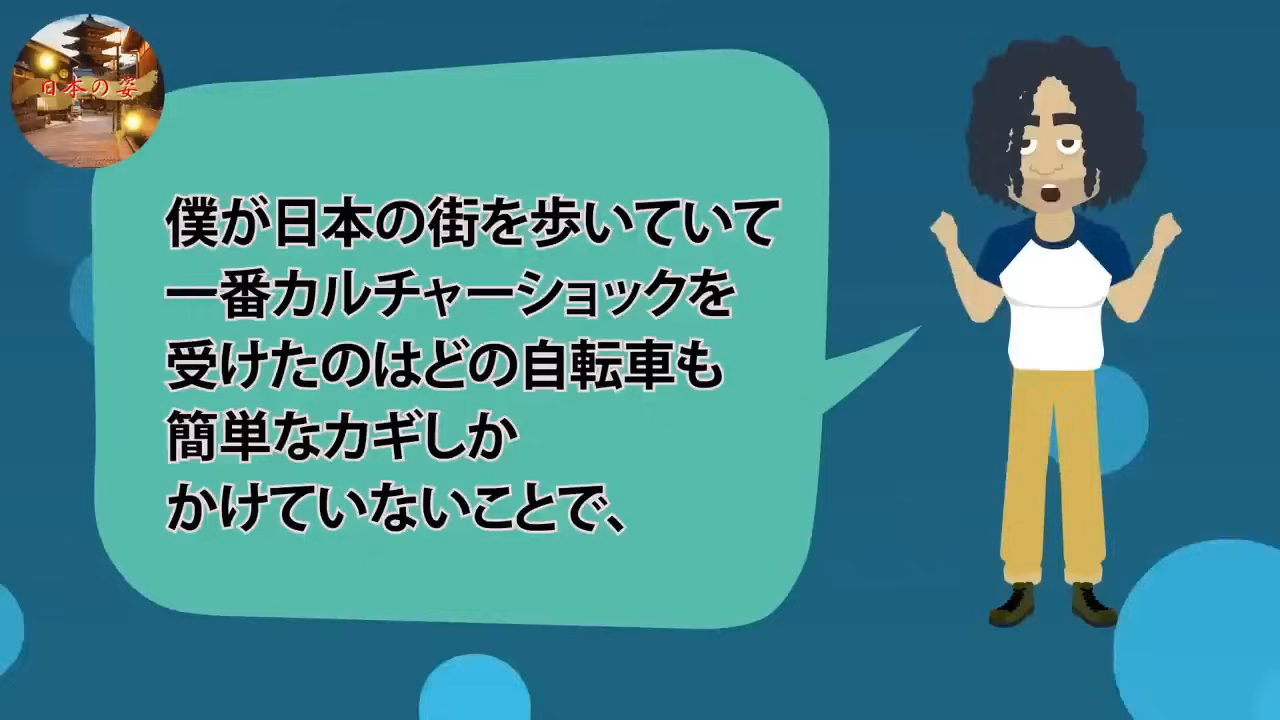 日本の姿
僕が日本の街を歩いていて
一番カルチャーショックを
受けたのはどの自転車も
簡単なカギしか
かけていないことで、